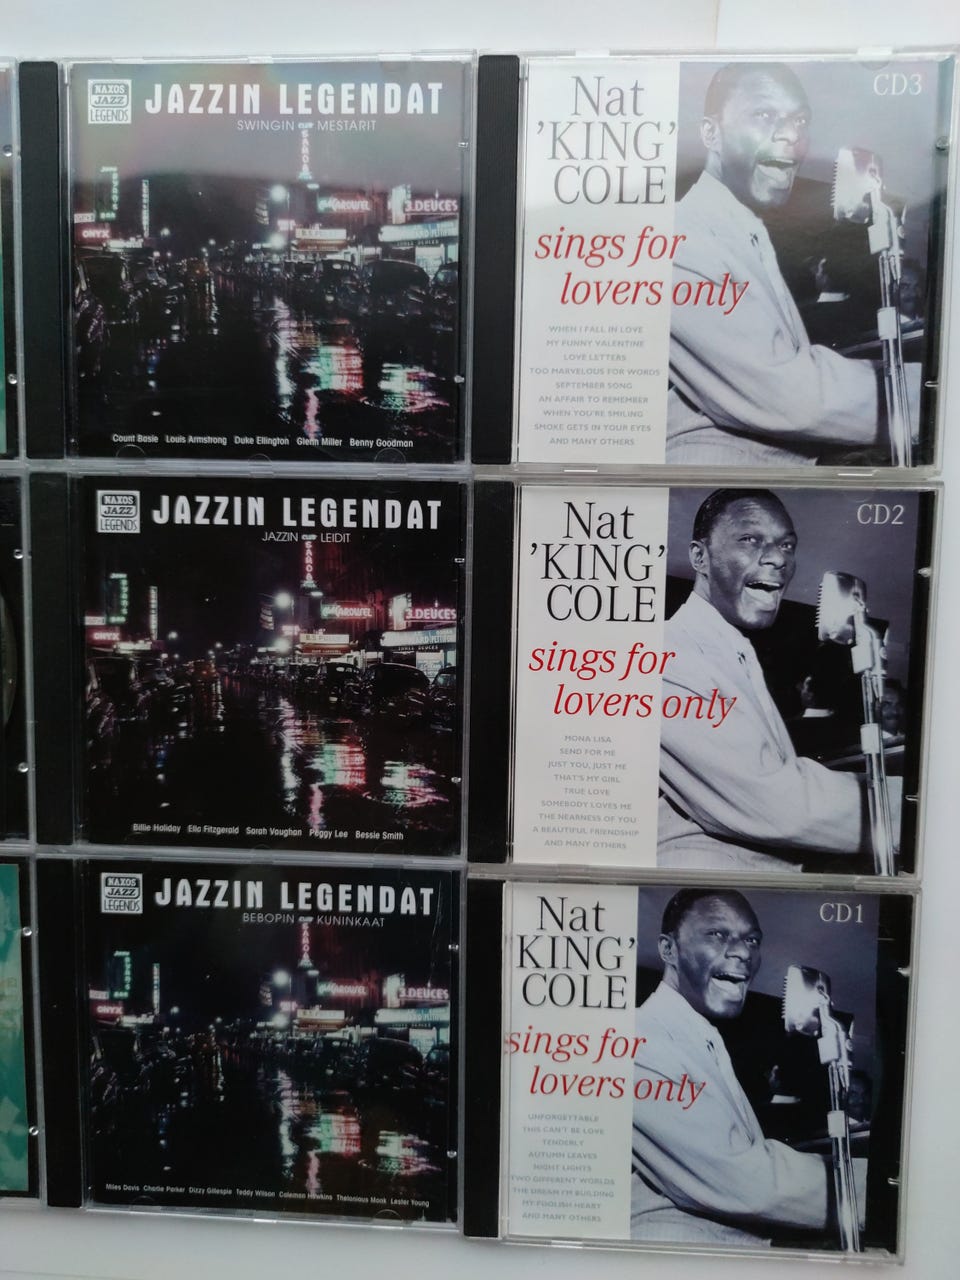 NAXOS
JAZZ
LEGENDS
JAZZIN LEGENDAT
SWINGIN MESTARIT
SAMOA
CAROUSEL
3 DEUCES
ONYX
Count Basie Louis Armstrong Duke Ellington Glenn Miller Benny Goodman
CD3
Nat
'KING'
COLE
sings for
lovers only
WHEN I FALL IN LOVE
MY FUNNY VALENTINE
LOVE LETTERS
TOO MARVELOUS FOR WORDS
SEPTEMBER SONG
AN AFFAIR TO REMEMBER
WHEN YOU'RE SMILING
SMOKE GETS IN YOUR EYES
AND MANY OTHERS
NAXOS
JAZZ
LEGENDS
JAZZIN LEGENDAT
JAZZIN LEIDIT
SAMOA
CAROUSEL
3 DEUCES
ONYX
Billie Holiday Ella Fitzgerald Sarah Vaughan Peggy Lee Bessie Smith
CD2
Nat
'KING'
COLE
sings for
lovers only
MONA LISA
SEND FOR ME
JUST YOU, JUST ME
THAT'S MY GIRL
TRUE LOVE
SOMEBODY LOVES ME
THE NEARNESS OF YOU
A BEAUTIFUL FRIENDSHIP
AND MANY OTHERS
NAXOS
JAZZ
LEGENDS
JAZZIN LEGENDAT
BEBOPIN KUNINKAAT
SAMOA
CAROUSEL
3 DEUCES
ONYX
Miles Davis Charlie Parker Dizzy Gillespie Teddy Wilson Coleman Hawkins Thelonious Monk Lester Young
CD1
Nat
KING'
COLE
sings for
lovers only
UNFORGETTABLE
THIS CAN'T BE LOVE
TENDERLY
AUTUMN LEAVES
NIGHT LIGHTS
TWO DIFFERENT WORLDS
THE DREAM I'M BUILDING
MY FOOLISH HEART
AND MANY OTHERS